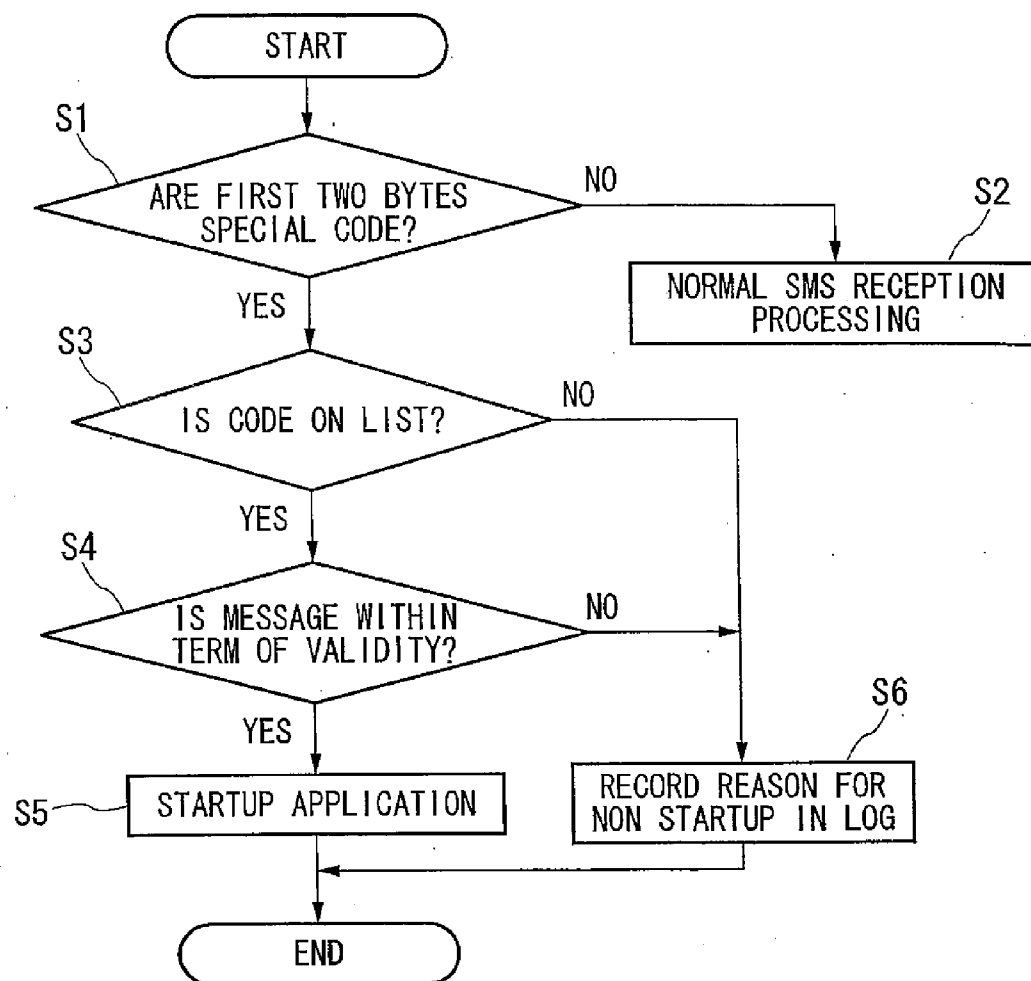 START
S1
ARE FIRST TWO BYTES
SPECIAL CODE?
NO
S2
NORMAL SMS RECEPTION
PROCESSING
YES
S3
IS CODE ON LIST?
NO
YES
S4
IS MESSAGE WITHIN
TERM OF VALIDITY?
NO
YES
S5
STARTUP APPLICATION
S6
RECORD REASON FOR
NON STARTUP IN LOG
END